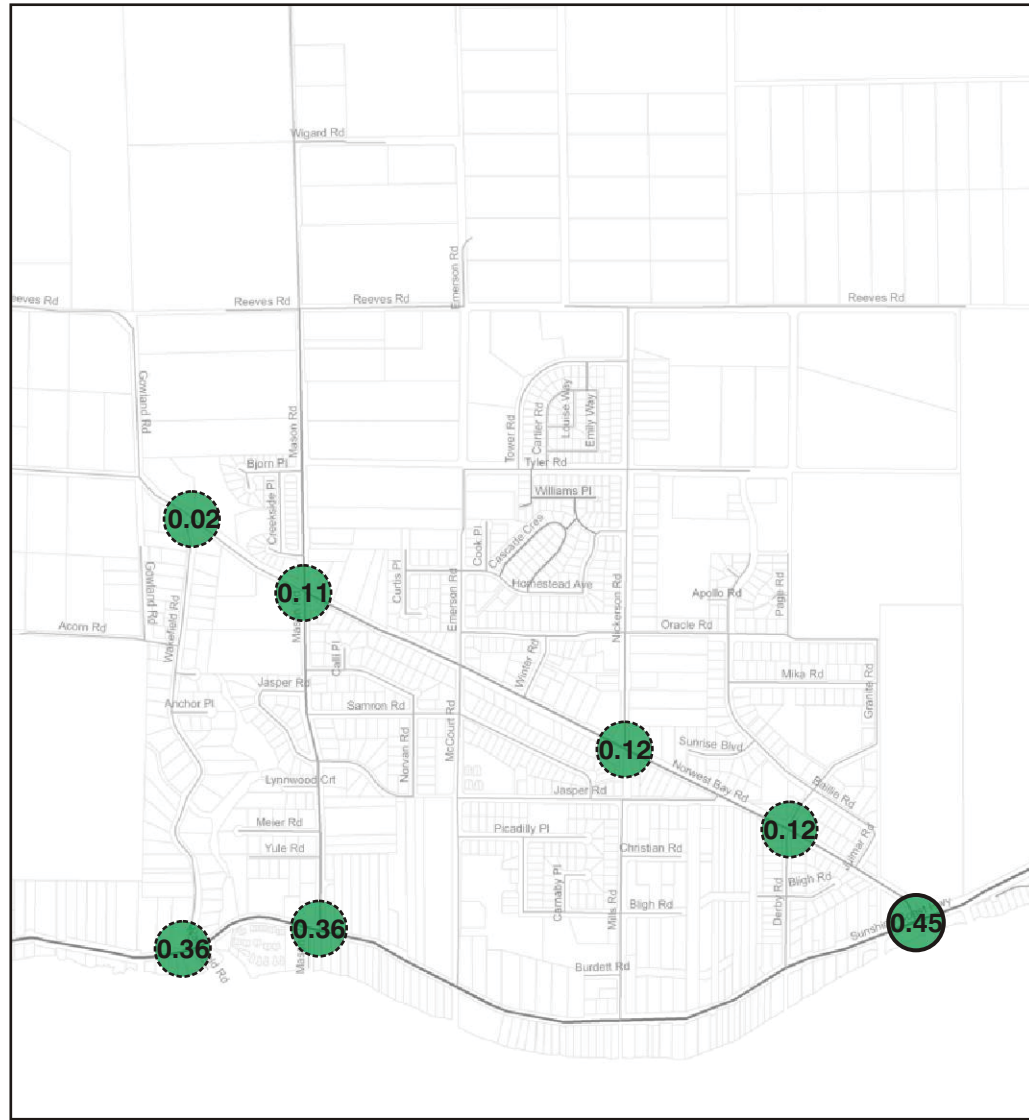 Wigard Rd
Emerson Rd
eeves Rd
Reeves Rd
Reeves Rd
Reeves Rd
Gowland Rd
Mason Rd
Tower Rd
Cartier Rd
Louise Way
Emily Way
Bjorn Pl
Tyler Rd
Creekside Pl
Williams Pl
0.02
Cook Pl
Cascade Cres
Curtis Pl
Homestead Ave
0.11
Gowland Rd
Wakefield Rd
Emerson Rd
Nickerson Rd
Apollo Rd
Page Rd
Acorn Rd
Oracle Rd
Calli Pl
Winter Rd
Mika Rd
Granite Rd
Jasper Rd
Anchor Pl
Samron Rd
McCourt Rd
Norvan Rd
0.12
Sunrise Blvd
Norwest Bay Rd
Lynnwood Crt
Jasper Rd
Baillie Rd
Meier Rd
Picadilly Pl
0.12
Yule Rd
Christian Rd
Carnaby Pl
Bligh Rd
Mills Rd
Bligh Rd
Derby Rd
0.36
0.36
0.45
Burdett Rd